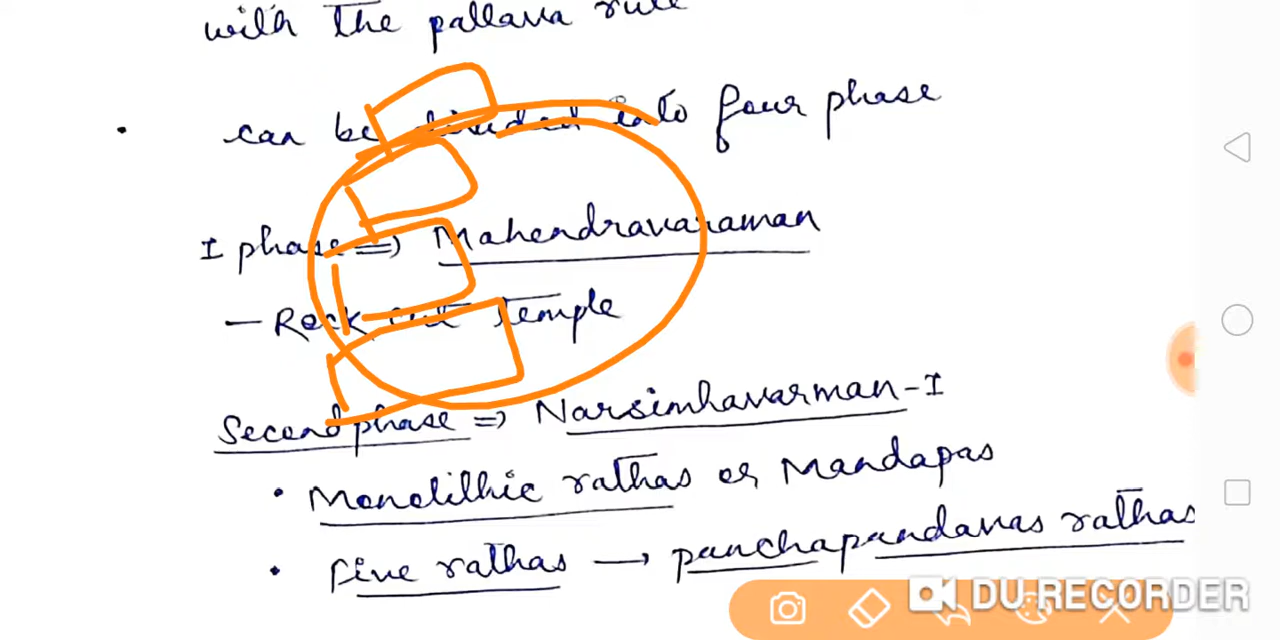 with the pallava rule
• can be divided into four phase
I phase => Mahendravaraman
- Rock cut Temple
Second phase => Narsimhavarman-I
• Monolithic rathas or Mandapas
• five rathas → panchapandavas rathas
DU RECORDER